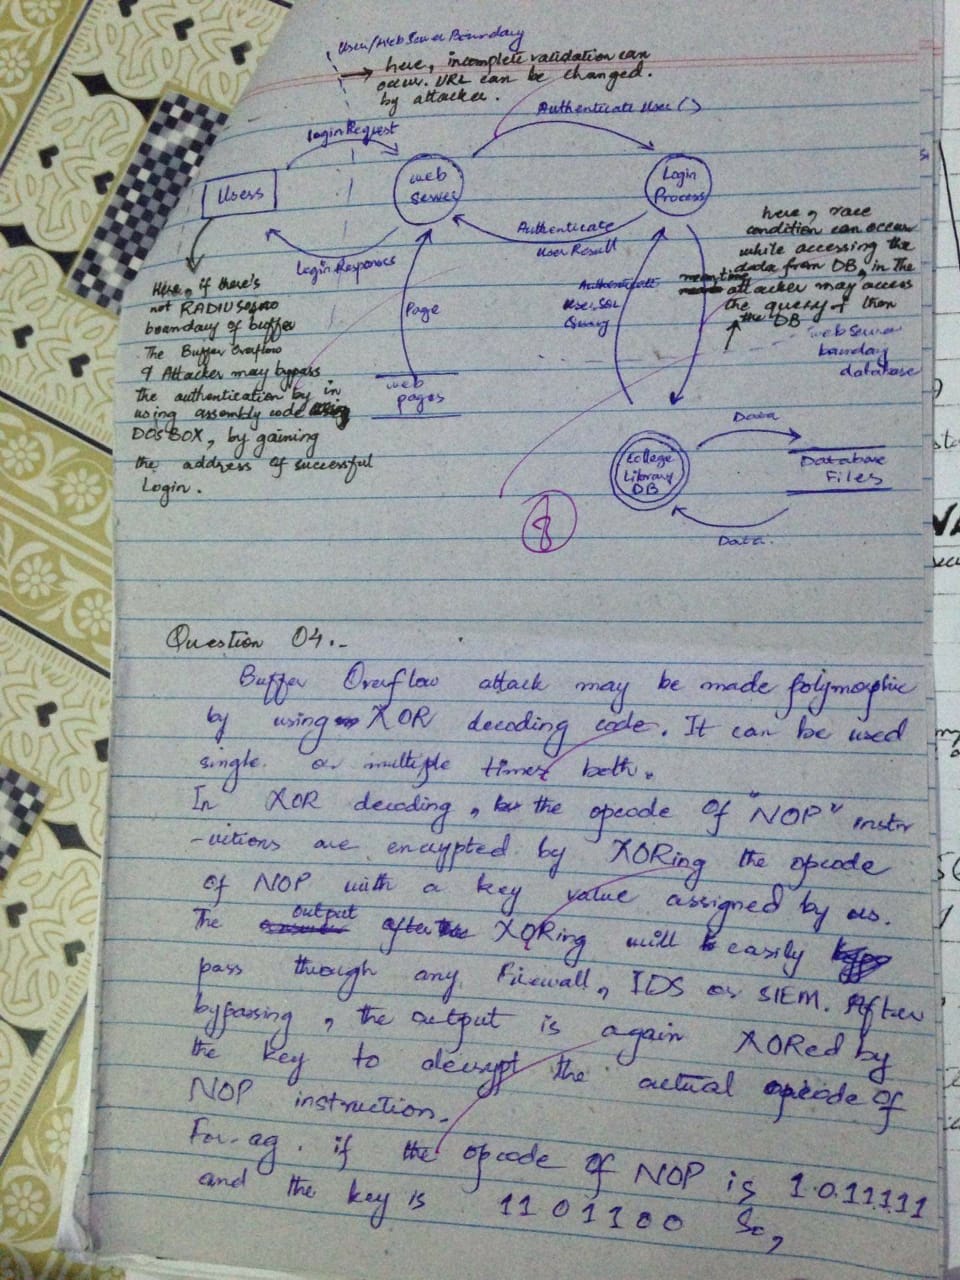 User/Web Server Boundary
→ here, incomplete validation can
occur. URL can be changed.
by attacker.
Authenticate User ()
Login Request
Users
Web
Server
Login
Process
Authenticate
User Result
Login Responses
here, race
condition can occur
while accessing the
data from DB, in the
meantime attacker may access
the query of then
the DB
Here, if there's
not
boundary of buffer
The Buffer Overflow
& Attacker may bypass
the authentication by in
using assembly code
DOSBOX, by gaining
the address of successful
Login.
Page
Authenticate
User SQL
Query
web server
boundary
database
web
pages
Data
College
Library
DB
Database
Files
Data.
8
Question 04.-
Buffer Overflow attack may be made polymorphic
by using XOR decoding code. It can be used
single or multiple times both.
In XOR decoding, the opcode of "NOP" instr
-uctions are encrypted by XORing the opcode
of NOP with a key value assigned by us.
The output after XORing will easily
pass through any Firewall, IDS or SIEM. After
bypassing, the output is again XORed by
the key to decrypt the actual opcode of
NOP instruction.
For eg. if the opcode of NOP is 1011111
and the key is 1101100 So,